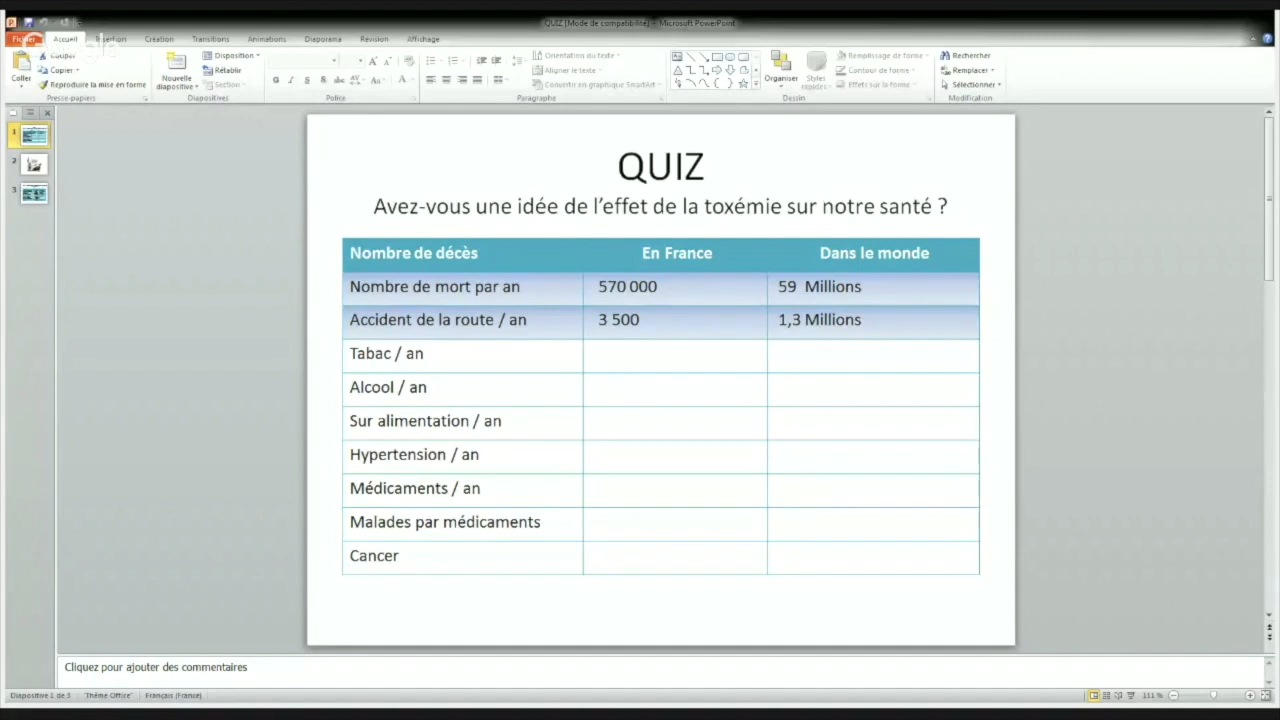 QUIZ [Mode de compatibilité] - Microsoft PowerPoint
Fichier Accueil Insertion Création Transitions Animations Diaporama Révision Affichage
Coller
Couper
Copier
Reproduire la mise en forme
Presse-papiers
Nouvelle diapositive
Disposition
Rétablir
Section
Diapositives
G I S S abc AV Aa A
Police
Orientation du texte
Aligner le texte
Convertir en graphique SmartArt
Paragraphe
Organiser
Styles rapides
Remplissage de forme
Contour de forme
Effets sur la forme
Dessin
Rechercher
Remplacer
Sélectionner
Modification
1
2
3
QUIZ
Avez-vous une idée de l'effet de la toxémie sur notre santé ?
Nombre de décès En France Dans le monde
Nombre de mort par an 570 000 59 Millions
Accident de la route / an 3 500 1,3 Millions
Tabac / an
Alcool / an
Sur alimentation / an
Hypertension / an
Médicaments / an
Malades par médicaments
Cancer
Cliquez pour ajouter des commentaires
Diapositive 1 de 3 "Thème Office" Français (France) 111 %